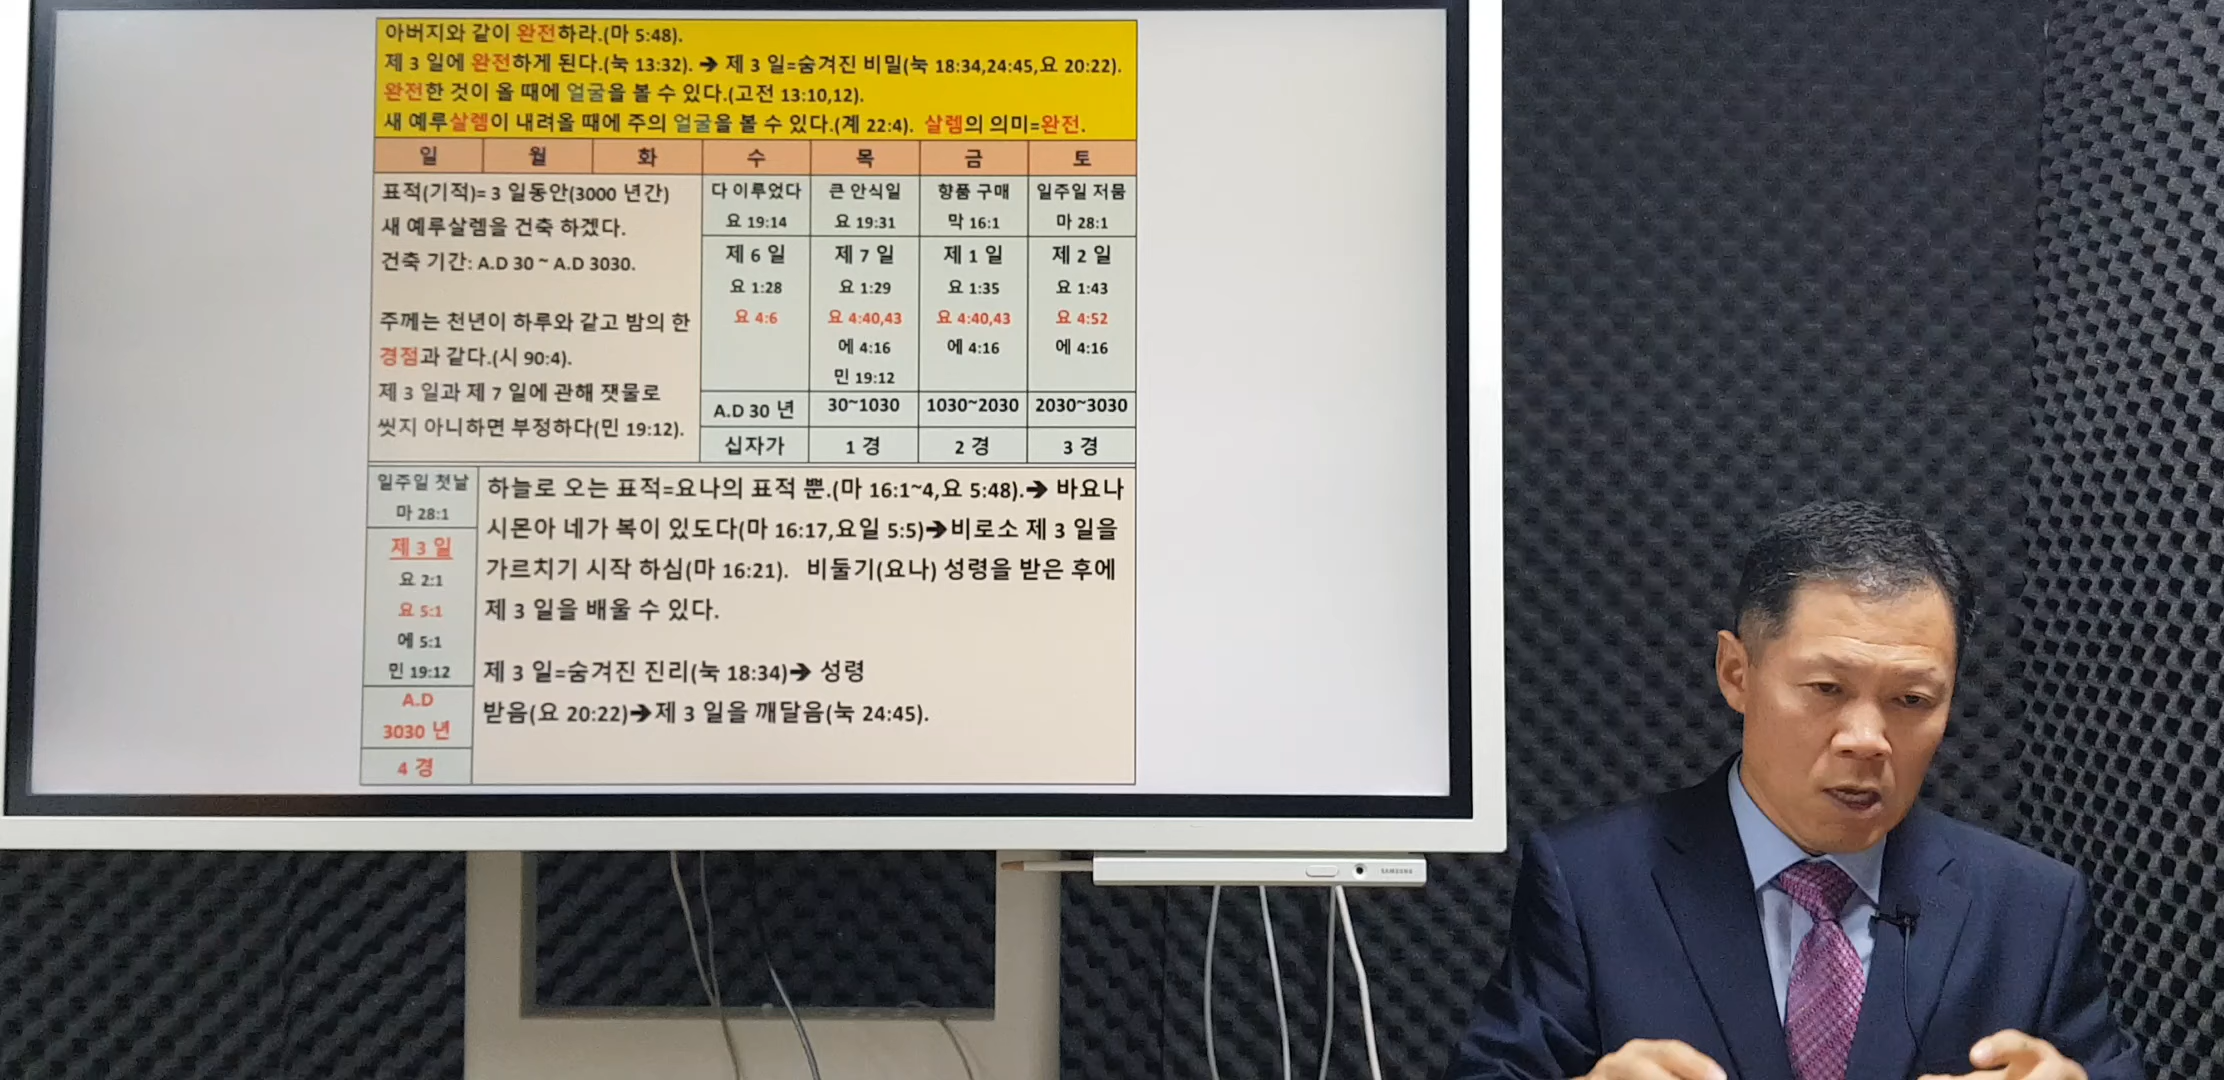 아버지와 같이 완전하라.(마 5:48).
제 3 일에 완전하게 된다.(눅 13:32). ➔ 제 3 일=숨겨진 비밀(눅 18:34,24:45,요 20:22).
완전한 것이 올 때에 얼굴을 볼 수 있다.(고전 13:10,12).
새 예루살렘이 내려올 때에 주의 얼굴을 볼 수 있다.(계 22:4). 살렘의 의미=완전.
일 월 화 수 목 금 토
표적(기적)= 3 일동안(3000 년간)
새 예루살렘을 건축 하겠다.
건축 기간: A.D 30 ~ A.D 3030.
주께는 천년이 하루와 같고 밤의 한
경점과 같다.(시 90:4).
제 3 일과 제 7 일에 관해 잿물로
씻지 아니하면 부정하다(민 19:12).
다 이루었다 큰 안식일 향품 구매 일주일 저뭄
요 19:14 요 19:31 막 16:1 마 28:1
제 6 일 제 7 일 제 1 일 제 2 일
요 1:28 요 1:29 요 1:35 요 1:43
요 4:6 요 4:40,43 요 4:40,43 요 4:52
에 4:16 에 4:16 에 4:16
민 19:12
A.D 30 년 30~1030 1030~2030 2030~3030
십자가 1 경 2 경 3 경
일주일 첫날
마 28:1
제 3 일
요 2:1
요 5:1
에 5:1
민 19:12
A.D
3030 년
4 경
하늘로 오는 표적=요나의 표적 뿐.(마 16:1~4,요 5:48).➔ 바요나
시몬아 네가 복이 있도다(마 16:17,요일 5:5)➔비로소 제 3 일을
가르치기 시작 하심(마 16:21). 비둘기(요나) 성령을 받은 후에
제 3 일을 배울 수 있다.
제 3 일=숨겨진 진리(눅 18:34)➔ 성령
받음(요 20:22)➔제 3 일을 깨달음(눅 24:45).
SAMSUNG